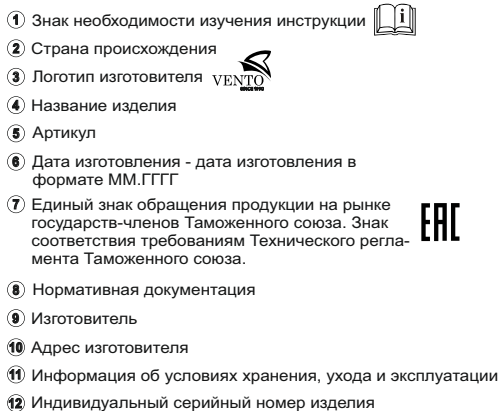 1 Знак необходимости изучения инструкции i
2 Страна происхождения
3 Логотип изготовителя VENTO
SINCE 1992
4 Название изделия
5 Артикул
6 Дата изготовления - дата изготовления в
формате ММ.ГГГГ
7 Единый знак обращения продукции на рынке
государств-членов Таможенного союза. Знак
соответствия требованиям Технического регла-
мента Таможенного союза.
EAC
8 Нормативная документация
9 Изготовитель
10 Адрес изготовителя
11 Информация об условиях хранения, ухода и эксплуатации
12 Индивидуальный серийный номер изделия